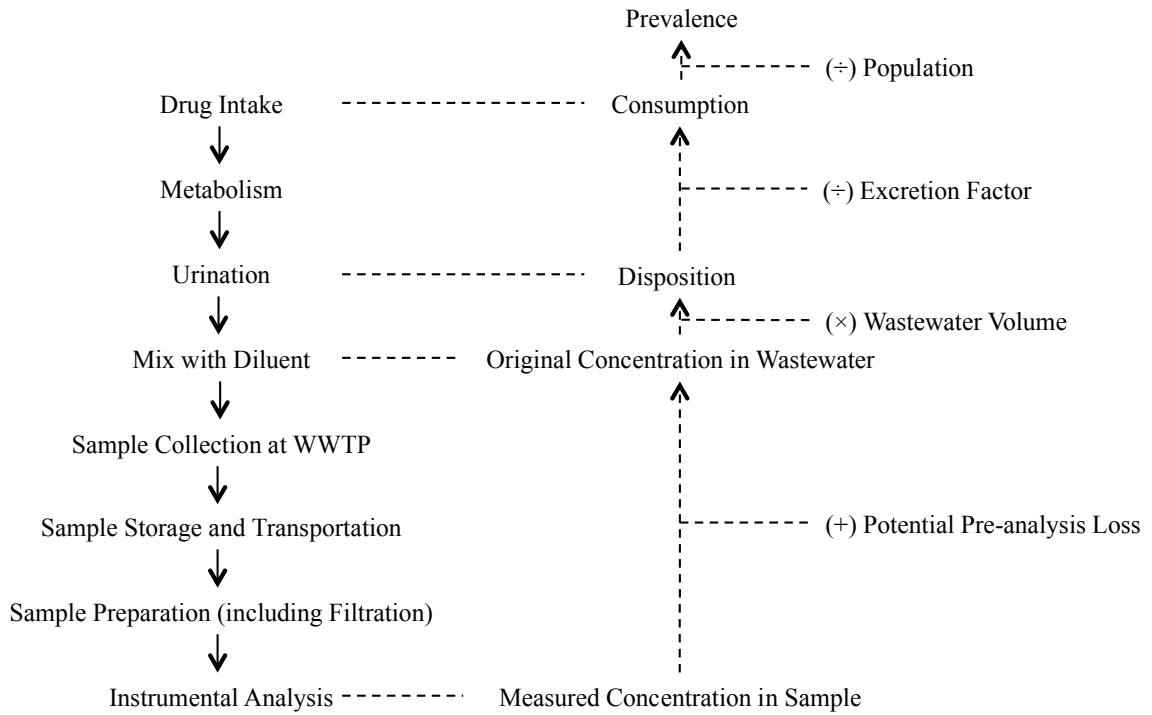 Prevalence
(÷) Population
Drug Intake
Consumption
Metabolism
(÷) Excretion Factor
Urination
Disposition
(×) Wastewater Volume
Mix with Diluent
Original Concentration in Wastewater
Sample Collection at WWTP
Sample Storage and Transportation
(+) Potential Pre-analysis Loss
Sample Preparation (including Filtration)
Instrumental Analysis
Measured Concentration in Sample